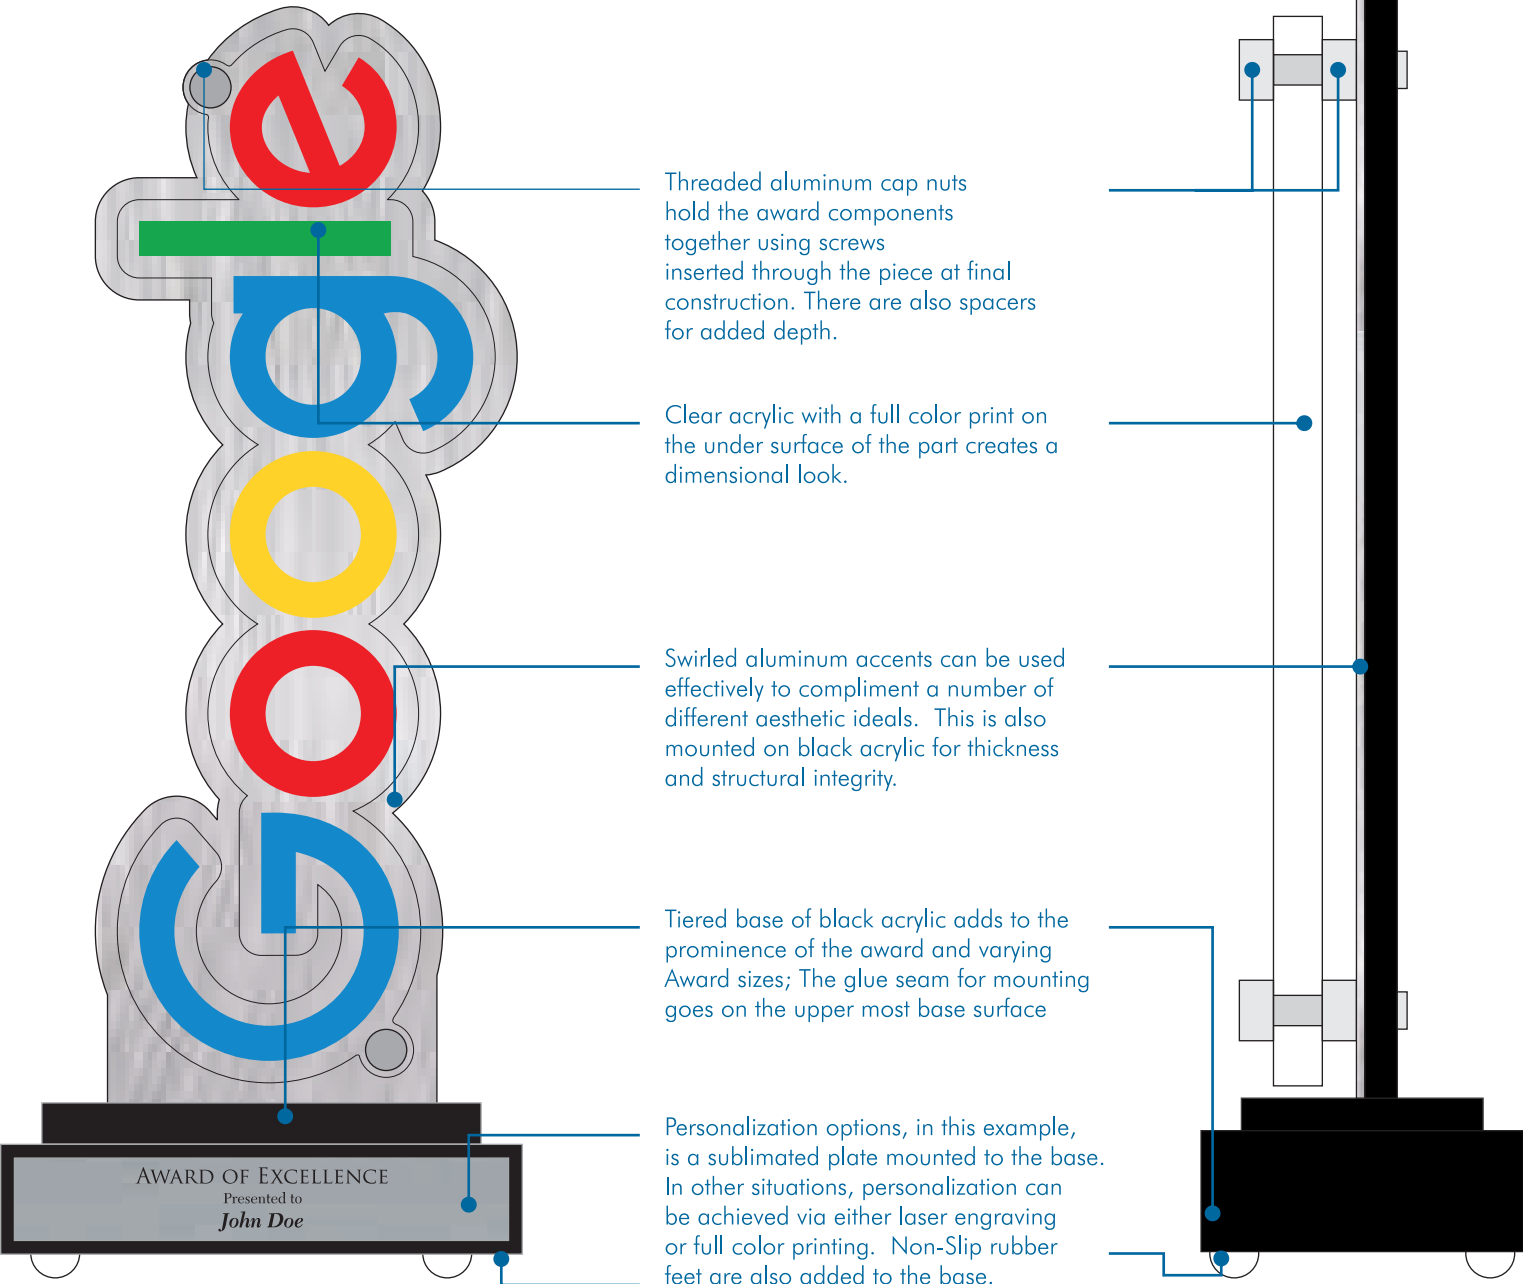 Google
Threaded aluminum cap nuts
hold the award components
together using screws
inserted through the piece at final
construction. There are also spacers
for added depth.
Clear acrylic with a full color print on
the under surface of the part creates a
dimensional look.
Swirled aluminum accents can be used
effectively to compliment a number of
different aesthetic ideals. This is also
mounted on black acrylic for thickness
and structural integrity.
Tiered base of black acrylic adds to the
prominence of the award and varying
Award sizes; The glue seam for mounting
goes on the upper most base surface
Personalization options, in this example,
is a sublimated plate mounted to the base.
In other situations, personalization can
be achieved via either laser engraving
or full color printing. Non-Slip rubber
feet are also added to the base.
AWARD OF EXCELLENCE
Presented to
John Doe